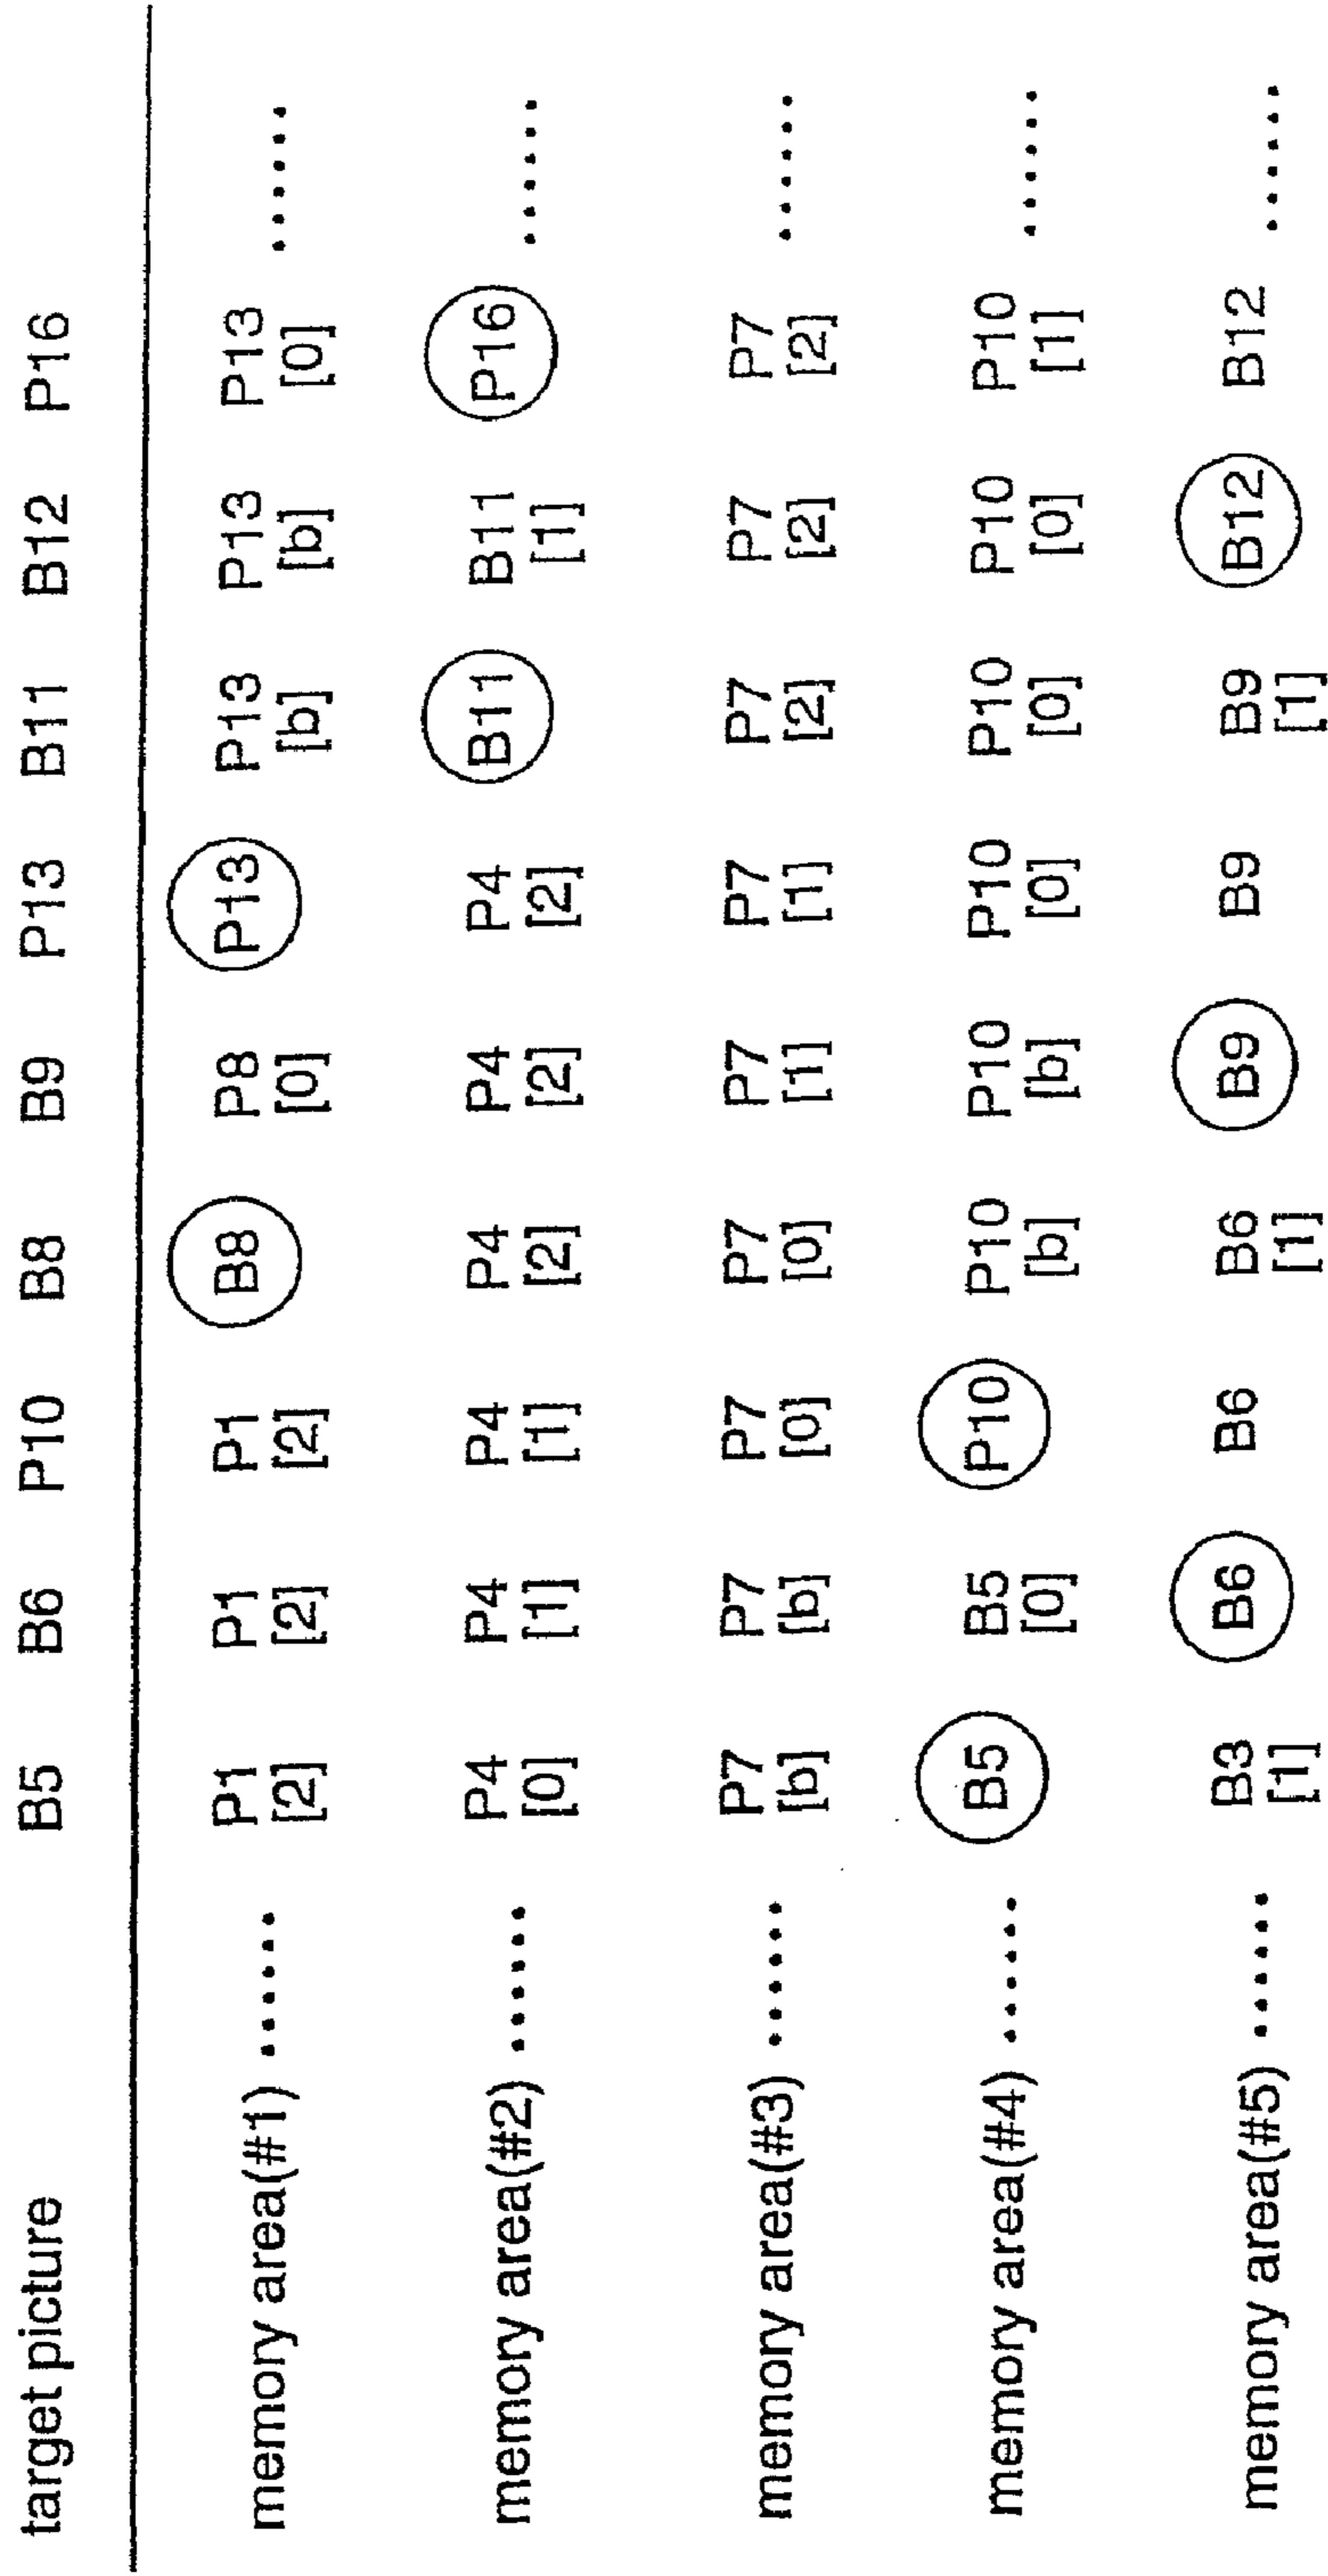 target picture B5 B6 P10 B8 B9 P13 B11 B12 P16
memory area(#1) ...... P1 P1 P1 B8 P8 P13 P13 P13 P13 ......
[2] [2] [2] [0] [b] [b] [0]
memory area(#2) ...... P4 P4 P4 P4 P4 P4 B11 B11 P16 ......
[0] [1] [1] [2] [2] [2] [1]
memory area(#3) ...... P7 P7 P7 P7 P7 P7 P7 P7 P7 ......
[b] [b] [0] [0] [1] [1] [2] [2] [2]
memory area(#4) ...... B5 B5 P10 P10 P10 P10 P10 P10 P10 ......
[0] [b] [b] [0] [0] [0] [1]
memory area(#5) ...... B3 B6 B6 B6 B9 B9 B9 B12 B12 ......
[1] [1] [1]